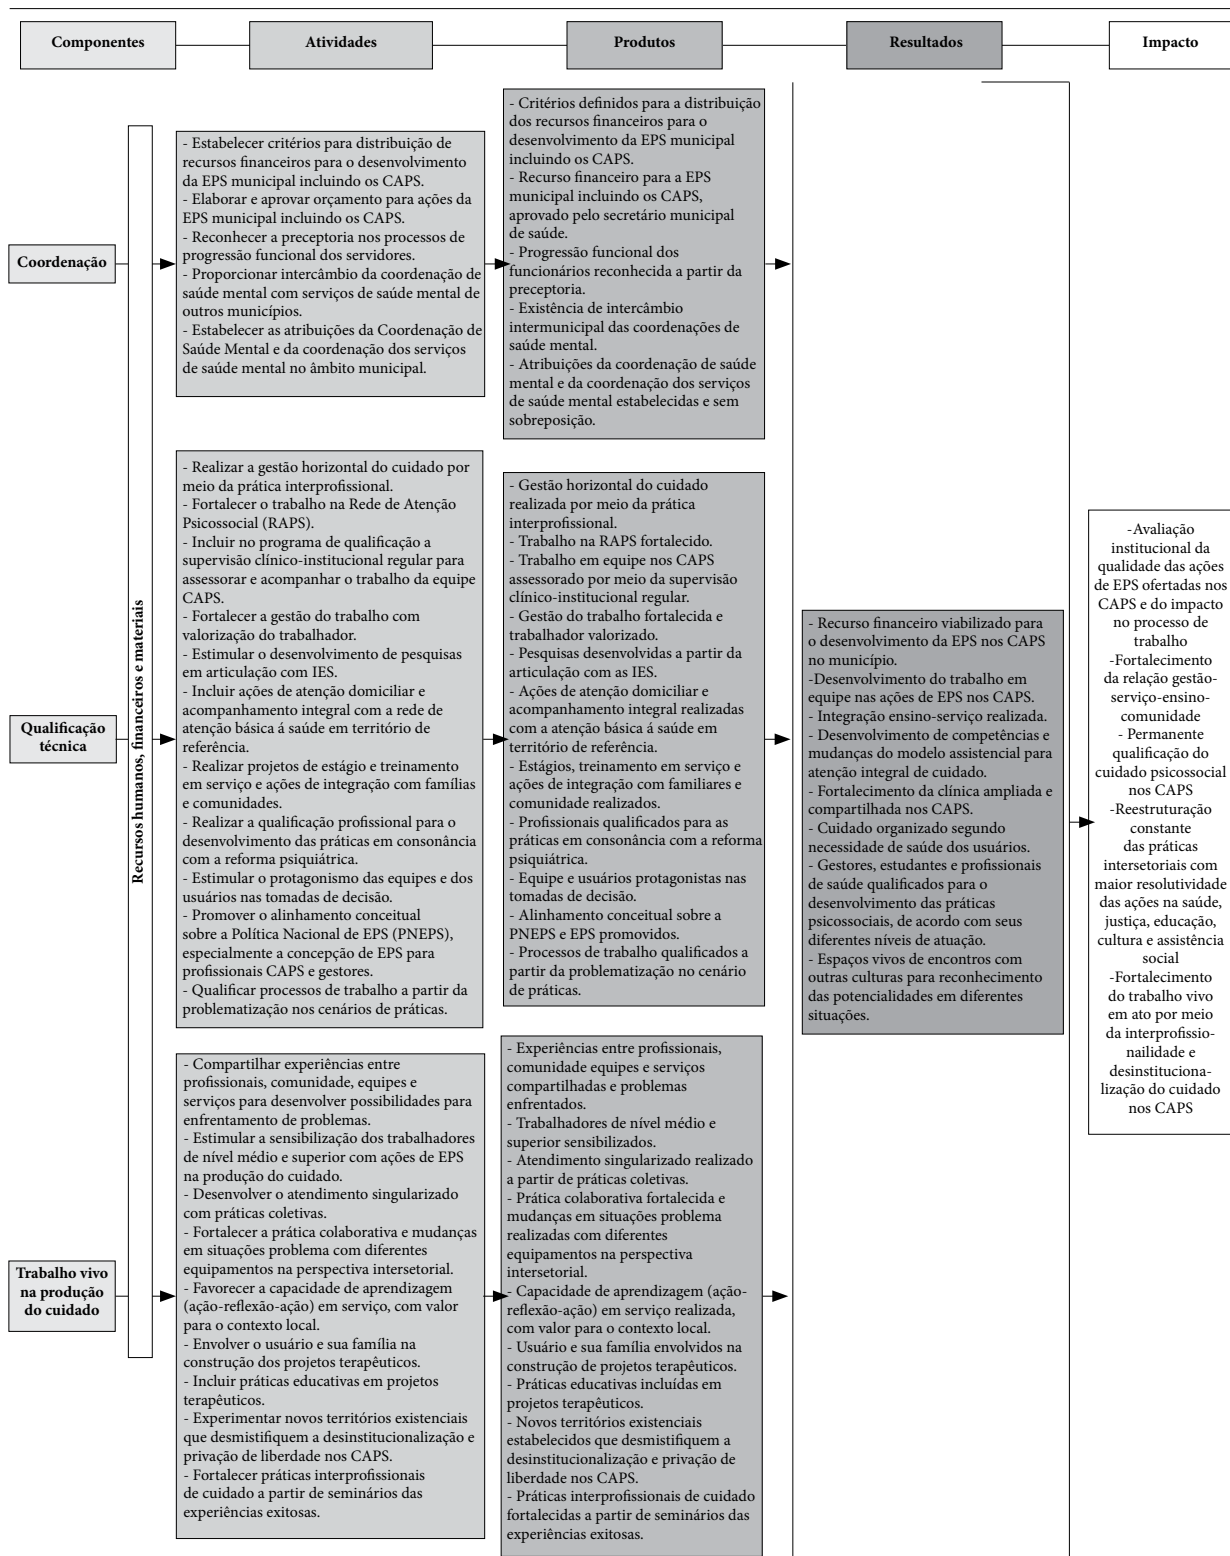 Componentes
Atividades
Produtos
Resultados
Impacto
Recursos humanos, financeiros e materiais
Coordenação
- Estabelecer critérios para distribuição de
recursos financeiros para o desenvolvimento
da EPS municipal incluindo os CAPS.
- Elaborar e aprovar orçamento para ações da
EPS municipal incluindo os CAPS.
- Reconhecer a preceptoria nos processos de
progressão funcional dos servidores.
- Proporcionar intercâmbio da coordenação de
saúde mental com serviços de saúde mental de
outros municípios.
- Estabelecer as atribuições da Coordenação de
Saúde Mental e da coordenação dos serviços
de saúde mental no âmbito municipal.
- Critérios definidos para a distribuição
dos recursos financeiros para o
desenvolvimento da EPS municipal
incluindo os CAPS.
- Recurso financeiro para a EPS
municipal incluindo os CAPS,
aprovado pelo secretário municipal
de saúde.
- Progressão funcional dos
funcionários reconhecida a partir da
preceptoria.
- Existência de intercâmbio
intermunicipal das coordenações de
saúde mental.
- Atribuições da coordenação de saúde
mental e da coordenação dos serviços
de saúde mental estabelecidas e sem
sobreposição.
Qualificação
técnica
- Realizar a gestão horizontal do cuidado por
meio da prática interprofissional.
- Fortalecer o trabalho na Rede de Atenção
Psicossocial (RAPS).
- Incluir no programa de qualificação a
supervisão clínico-institucional regular para
assessorar e acompanhar o trabalho da equipe
CAPS.
- Fortalecer a gestão do trabalho com
valorização do trabalhador.
- Estimular o desenvolvimento de pesquisas
em articulação com IES.
- Incluir ações de atenção domiciliar e
acompanhamento integral com a rede de
atenção básica á saúde em território de
referência.
- Realizar projetos de estágio e treinamento
em serviço e ações de integração com famílias
e comunidades.
- Realizar a qualificação profissional para o
desenvolvimento das práticas em consonância
com a reforma psiquiátrica.
- Estimular o protagonismo das equipes e dos
usuários nas tomadas de decisão.
- Promover o alinhamento conceitual
sobre a Política Nacional de EPS (PNEPS),
especialmente a concepção de EPS para
profissionais CAPS e gestores.
- Qualificar processos de trabalho a partir da
problematização nos cenários de práticas.
- Gestão horizontal do cuidado
realizada por meio da prática
interprofissional.
- Trabalho na RAPS fortalecido.
- Trabalho em equipe nos CAPS
assessorado por meio da supervisão
clínico-institucional regular.
- Gestão do trabalho fortalecida e
trabalhador valorizado.
- Pesquisas desenvolvidas a partir da
articulação com as IES.
- Ações de atenção domiciliar e
acompanhamento integral realizadas
com a atenção básica á saúde em
território de referência.
- Estágios, treinamento em serviço e
ações de integração com familiares e
comunidade realizados.
- Profissionais qualificados para as
práticas em consonância com a reforma
psiquiátrica.
- Equipe e usuários protagonistas nas
tomadas de decisão.
- Alinhamento conceitual sobre a
PNEPS e EPS promovidos.
- Processos de trabalho qualificados a
partir da problematização no cenário
de práticas.
Trabalho vivo
na produção
do cuidado
- Compartilhar experiências entre
profissionais, comunidade, equipes e
serviços para desenvolver possibilidades para
enfrentamento de problemas.
- Estimular a sensibilização dos trabalhadores
de nível médio e superior com ações de EPS
na produção do cuidado.
- Desenvolver o atendimento singularizado
com práticas coletivas.
- Fortalecer a prática colaborativa e mudanças
em situações problema com diferentes
equipamentos na perspectiva intersetorial.
- Favorecer a capacidade de aprendizagem
(ação-reflexão-ação) em serviço, com valor
para o contexto local.
- Envolver o usuário e sua família na
construção dos projetos terapêuticos.
- Incluir práticas educativas em projetos
terapêuticos.
- Experimentar novos territórios existenciais
que desmistifiquem a desinstitucionalização e
privação de liberdade nos CAPS.
- Fortalecer práticas interprofissionais
de cuidado a partir de seminários das
experiências exitosas.
- Experiências entre profissionais,
comunidade equipes e serviços
compartilhadas e problemas
enfrentados.
- Trabalhadores de nível médio e
superior sensibilizados.
- Atendimento singularizado realizado
a partir de práticas coletivas.
- Prática colaborativa fortalecida e
mudanças em situações problema
realizadas com diferentes
equipamentos na perspectiva
intersetorial.
- Capacidade de aprendizagem (ação-
reflexão-ação) em serviço realizada,
com valor para o contexto local.
- Usuário e sua família envolvidos na
construção de projetos terapêuticos.
- Práticas educativas incluídas em
projetos terapêuticos.
- Novos territórios existenciais
estabelecidos que desmistifiquem a
desinstitucionalização e privação de
liberdade nos CAPS.
- Práticas interprofissionais de cuidado
fortalecidas a partir de seminários das
experiências exitosas.
- Recurso financeiro viabilizado para
o desenvolvimento da EPS nos CAPS
no município.
-Desenvolvimento do trabalho em
equipe nas ações de EPS nos CAPS.
- Integração ensino-serviço realizada.
- Desenvolvimento de competências e
mudanças do modelo assistencial para
atenção integral de cuidado.
- Fortalecimento da clínica ampliada e
compartilhada nos CAPS.
- Cuidado organizado segundo
necessidade de saúde dos usuários.
- Gestores, estudantes e profissionais
de saúde qualificados para o
desenvolvimento das práticas
psicossociais, de acordo com seus
diferentes níveis de atuação.
- Espaços vivos de encontros com
outras culturas para reconhecimento
das potencialidades em diferentes
situações.
-Avaliação
institucional da
qualidade das ações
de EPS ofertadas nos
CAPS e do impacto
no processo de
trabalho
-Fortalecimento
da relação gestão-
serviço-ensino-
comunidade
- Permanente
qualificação do
cuidado psicossocial
nos CAPS
-Reestruturação
constante
das práticas
intersetoriais com
maior resolutividade
das ações na saúde,
justiça, educação,
cultura e assistência
social
-Fortalecimento
do trabalho vivo
em ato por meio
da interprofissio-
nailidade e
desinstituciona-
lização do cuidado
nos CAPS